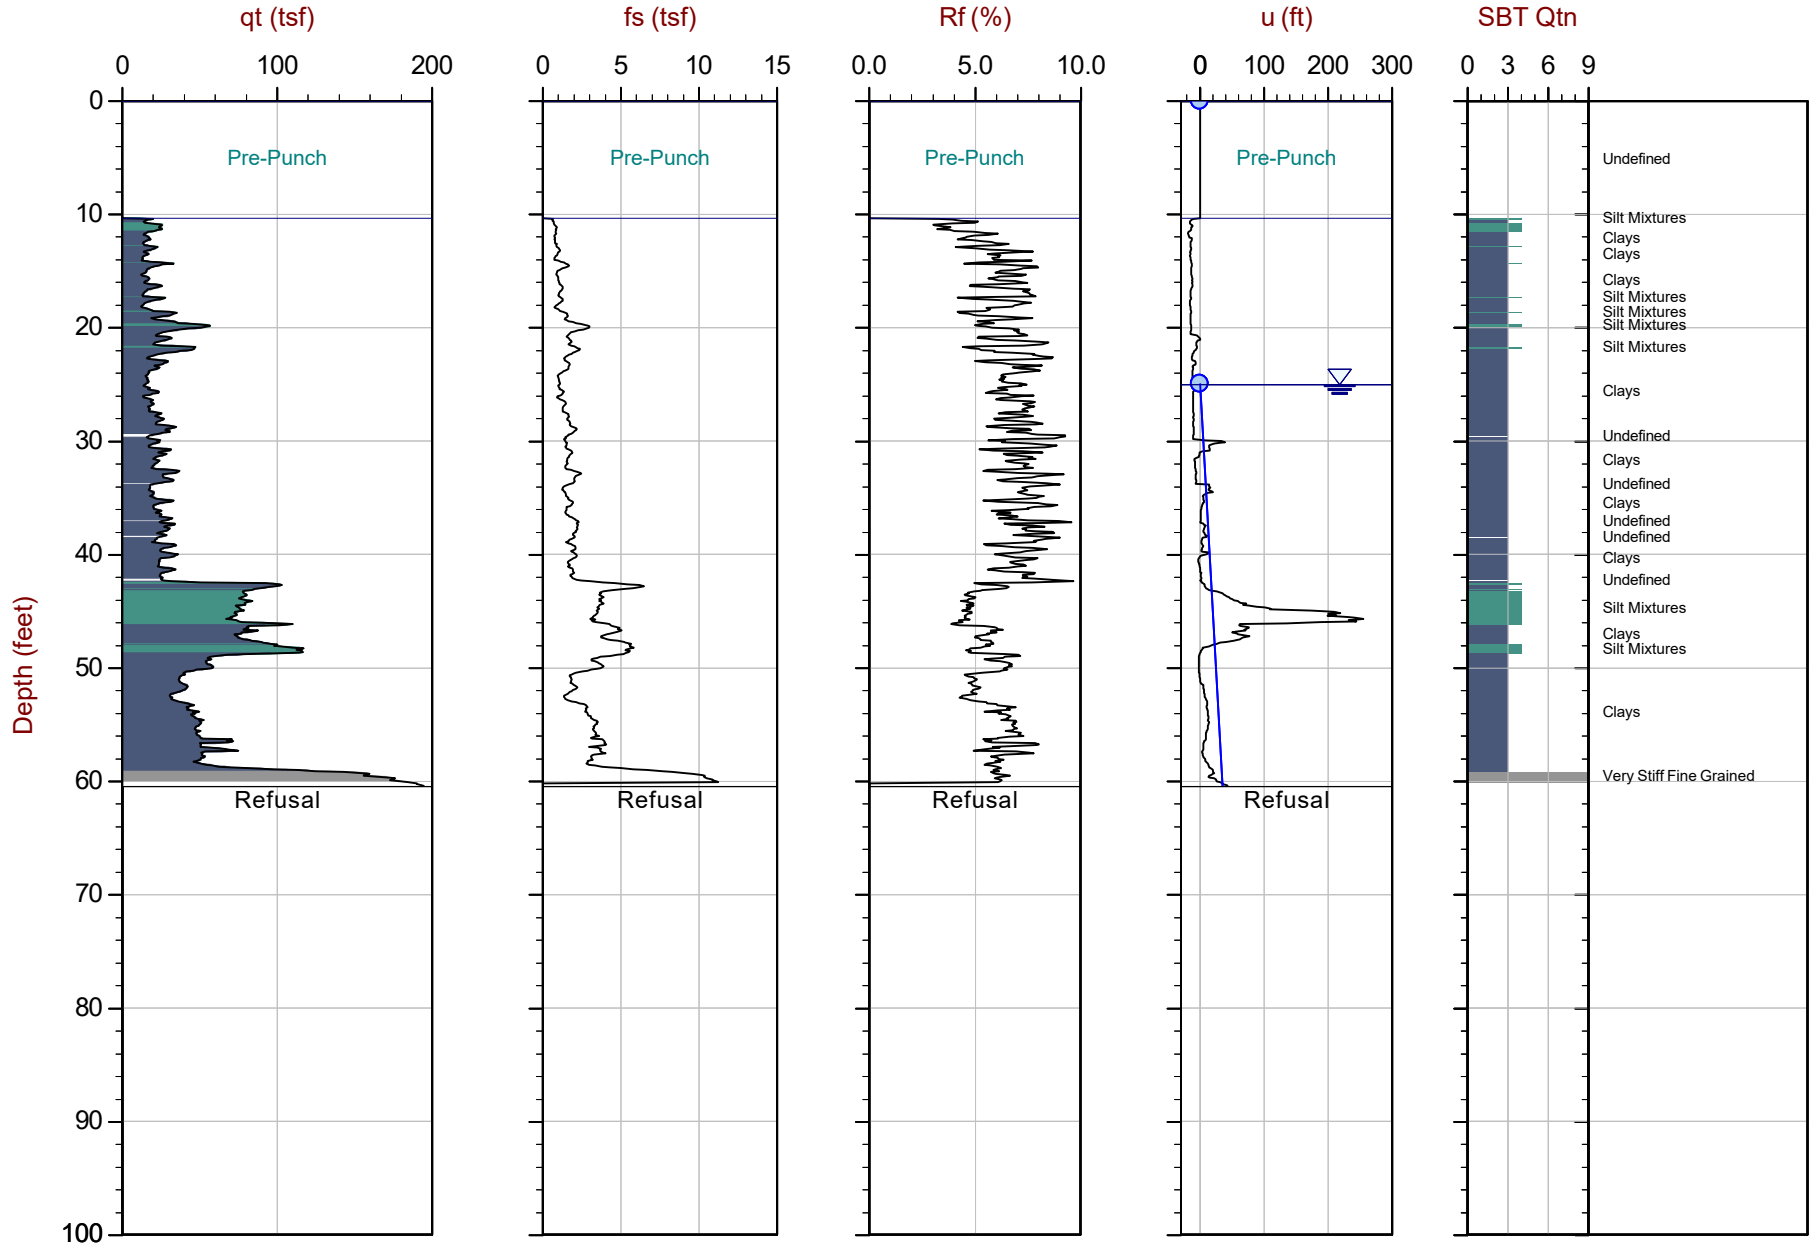 qt (tsf) fs (tsf) Rf (%) u (ft) SBT Qtn
0 100 200 0 5 10 15 0.0 5.0 10.0 0 100 200 300 0 3 6 9
0
Pre-Punch Pre-Punch Pre-Punch Pre-Punch Undefined
10
Silt Mixtures
Clays
Clays
Clays
Silt Mixtures
Silt Mixtures
20 Silt Mixtures
Silt Mixtures
Clays
30 Undefined
Clays
Undefined
Clays
Undefined
Undefined
40 Clays
Undefined
Silt Mixtures
Clays
Silt Mixtures
50
Depth (feet)
Clays
60 Very Stiff Fine Grained
Refusal Refusal Refusal Refusal
70
80
90
100